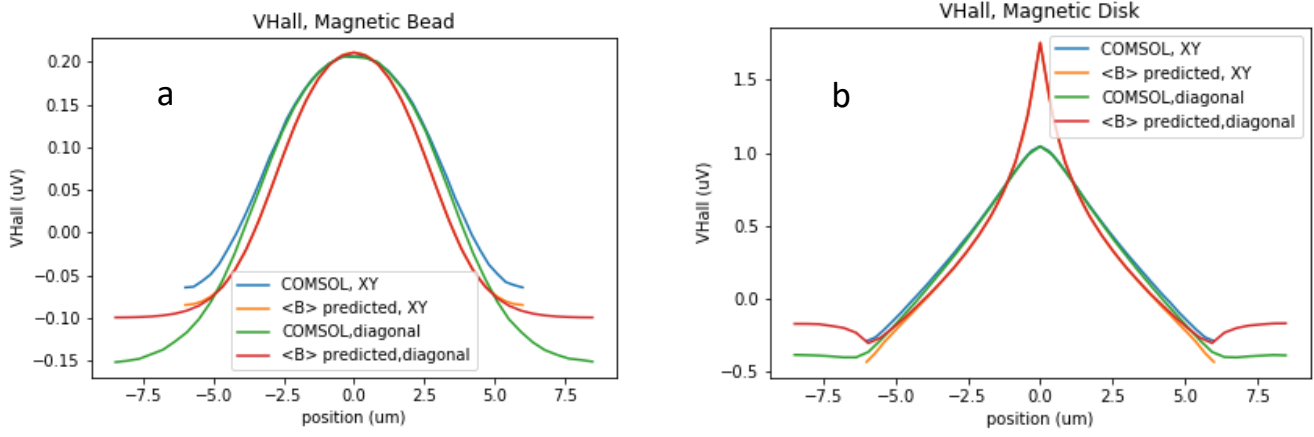 VHall, Magnetic Bead
a
0.20
0.15
0.10
0.05
0.00
−0.05
−0.10
−0.15
VHall (uV)
COMSOL, XY
<B> predicted, XY
COMSOL,diagonal
<B> predicted,diagonal
−7.5 −5.0 −2.5 0.0 2.5 5.0 7.5
position (um)
VHall, Magnetic Disk
b
COMSOL, XY
<B> predicted, XY
COMSOL,diagonal
<B> predicted,diagonal
1.5
1.0
0.5
0.0
−0.5
VHall (uV)
−7.5 −5.0 −2.5 0.0 2.5 5.0 7.5
position (um)